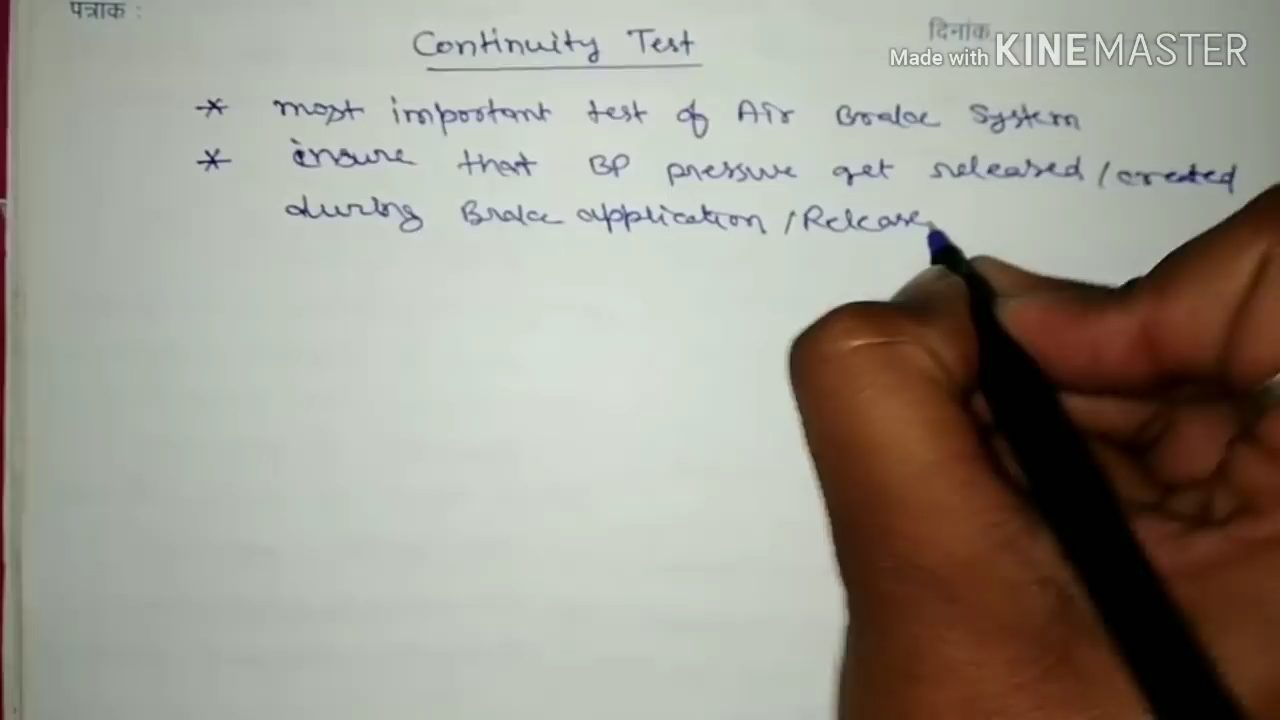 पत्रांक :
दिनांक
Made with KINEMASTER
Continuity Test
* most important test of Air Brake System
* ensure that BP pressure get released / created
during Brake application / Release